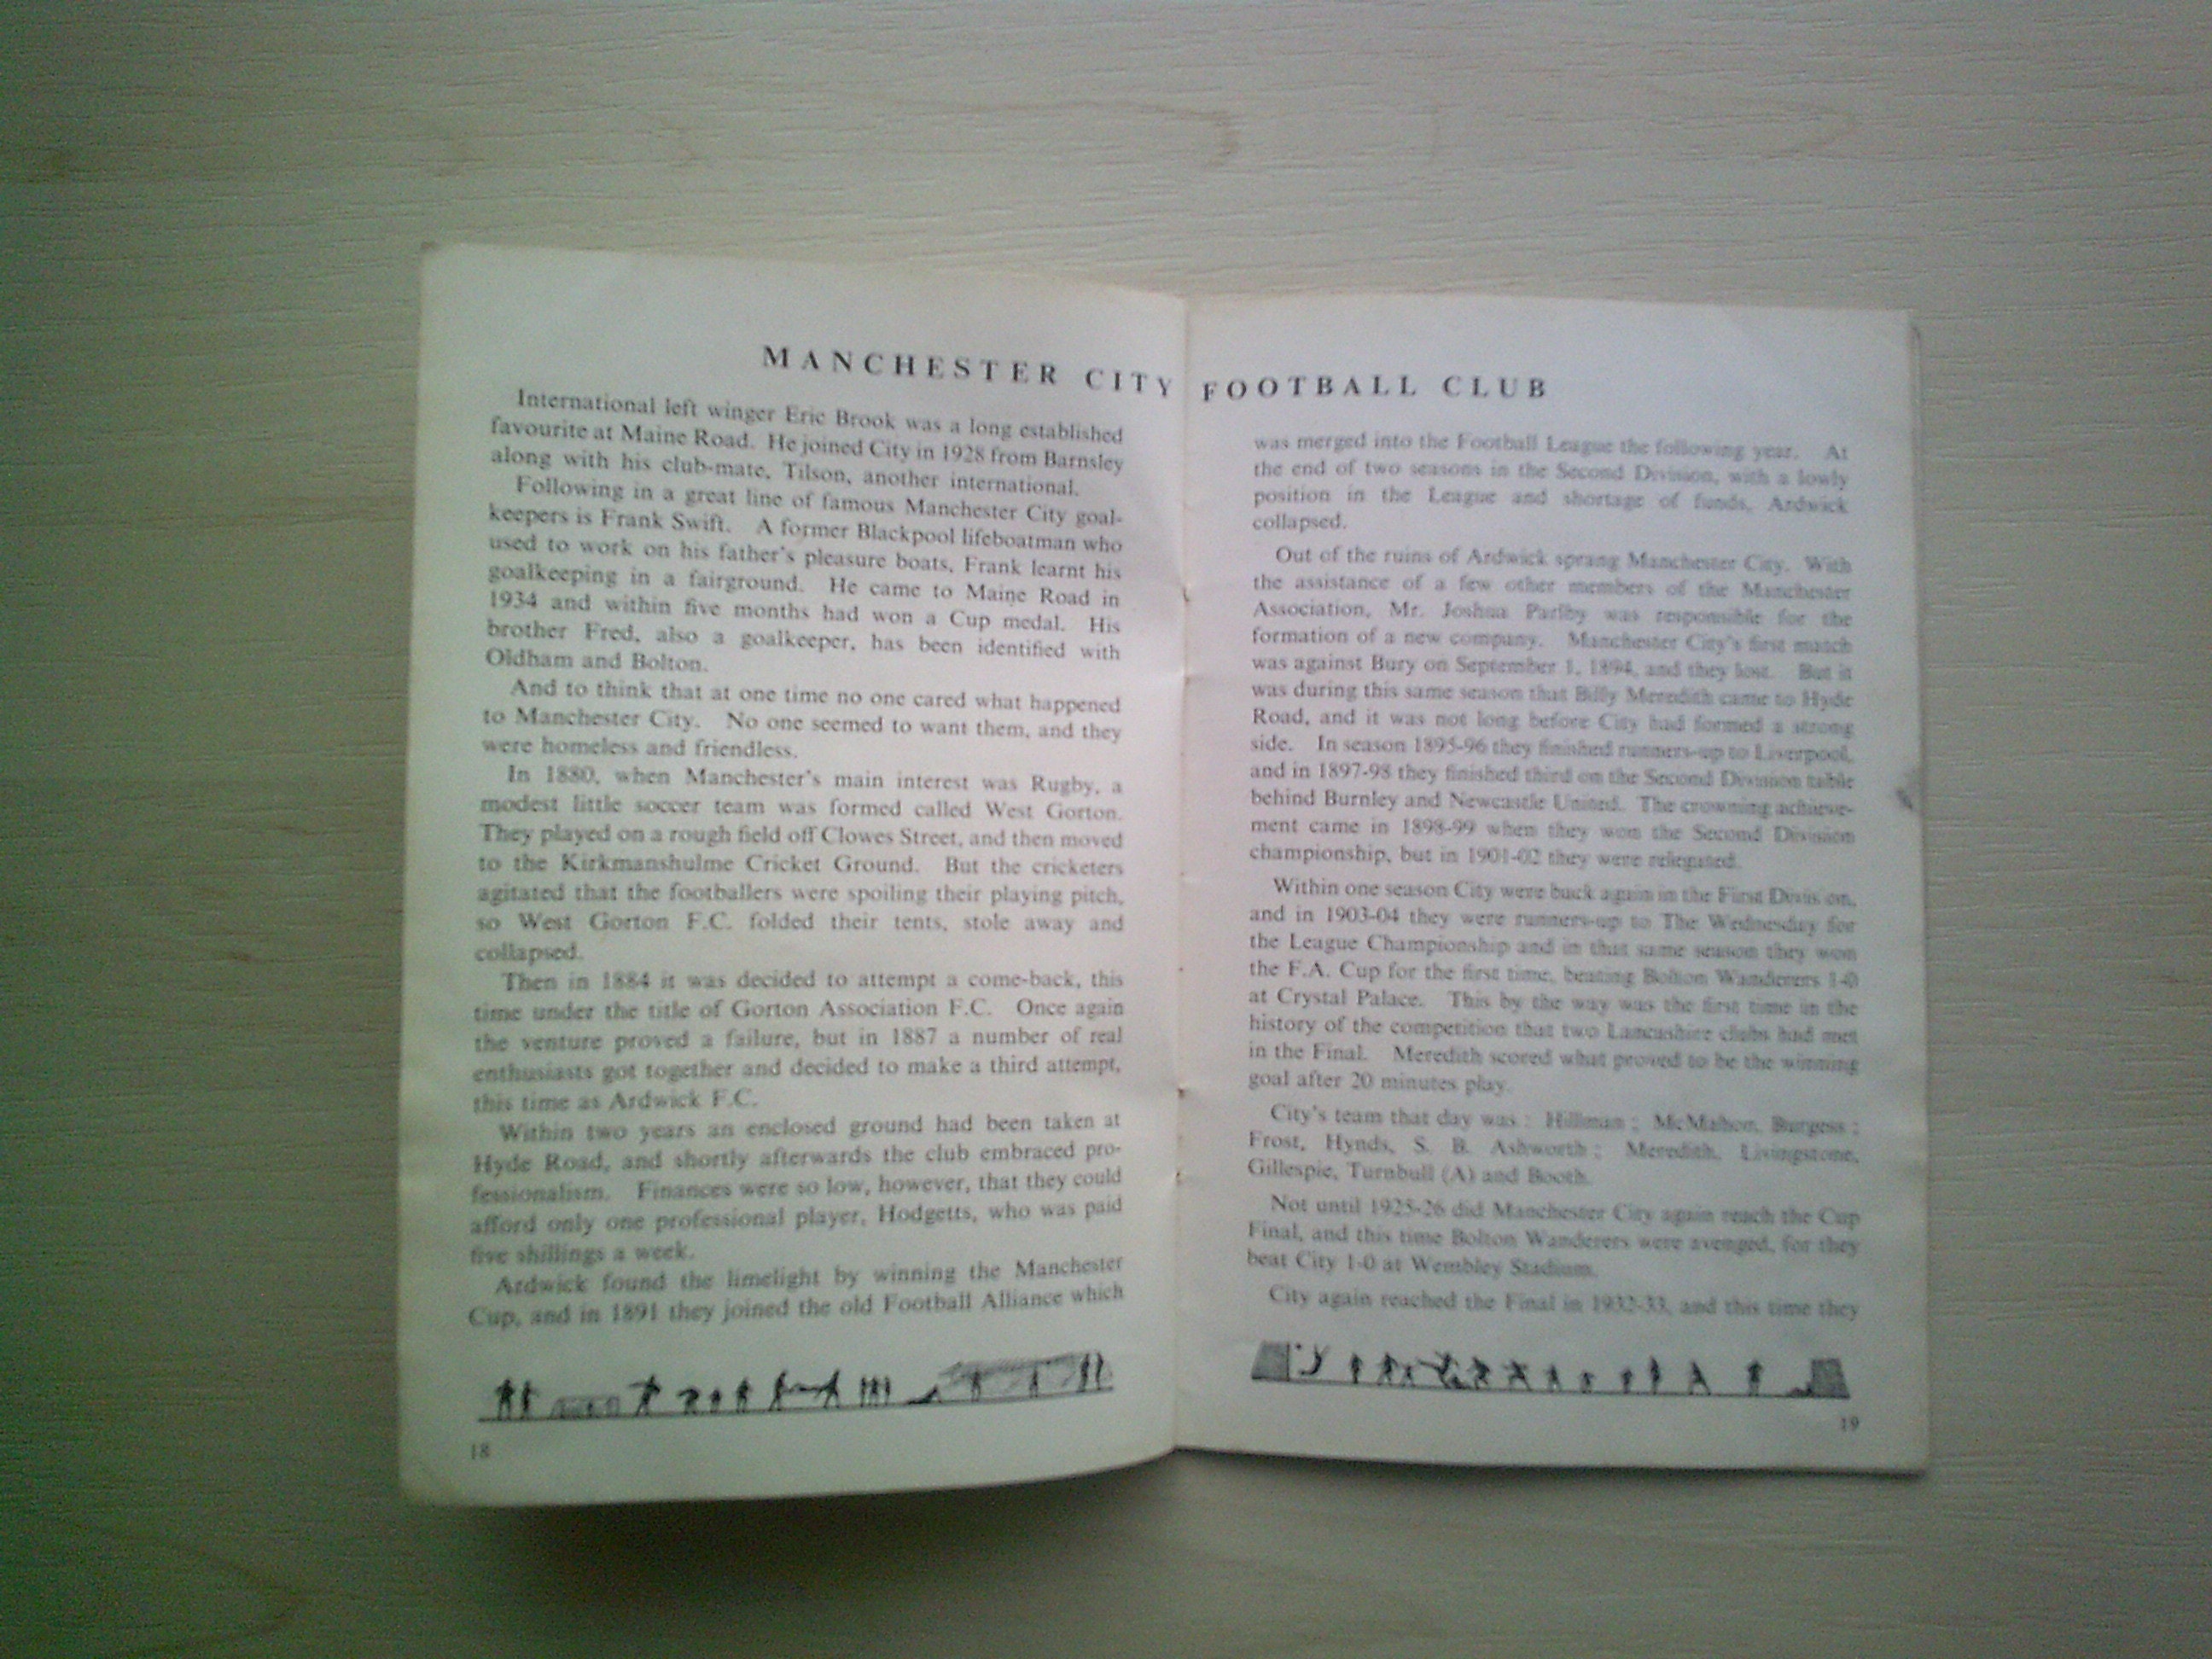 MANCHESTER CITY FOOTBALL CLUB
International left winger Eric Brook was a long established
favourite at Maine Road. He joined City in 1928 from Barnsley
along with his club-mate, Tilson, another international.
Following in a great line of famous Manchester City goal-
keepers is Frank Swift. A former Blackpool lifeboatman who
used to work on his father's pleasure boats, Frank learnt his
goalkeeping in a fairground. He came to Maine Road in
1934 and within five months had won a Cup medal. His
brother Fred, also a goalkeeper, has been identified with
Oldham and Bolton.
And to think that at one time no one cared what happened
to Manchester City. No one seemed to want them, and they
were homeless and friendless.
In 1880, when Manchester's main interest was Rugby, a
modest little soccer team was formed called West Gorton.
They played on a rough field off Clowes Street, and then moved
to the Kirkmanshulme Cricket Ground. But the cricketers
agitated that the footballers were spoiling their playing pitch,
so West Gorton F.C. folded their tents, stole away and
collapsed.
Then in 1884 it was decided to attempt a come-back, this
time under the title of Gorton Association F.C. Once again
the venture proved a failure, but in 1887 a number of real
enthusiasts got together and decided to make a third attempt,
this time as Ardwick F.C.
Within two years an enclosed ground had been taken at
Hyde Road, and shortly afterwards the club embraced pro-
fessionalism. Finances were so low, however, that they could
afford only one professional player, Hodgetts, who was paid
five shillings a week.
Ardwick found the limelight by winning the Manchester
Cup, and in 1891 they joined the old Football Alliance which
18
was merged into the Football League the following year. At
the end of two seasons in the Second Division, with a lowly
position in the League and shortage of funds, Ardwick
collapsed.
Out of the ruins of Ardwick sprang Manchester City. With
the assistance of a few other members of the Manchester
Association, Mr. Joshua Parlby was responsible for the
formation of a new company. Manchester City's first match
was against Bury on September 1, 1894, and they lost. But it
was during this same season that Billy Meredith came to Hyde
Road, and it was not long before City had formed a strong
side. In season 1895-96 they finished runners-up to Liverpool,
and in 1897-98 they finished third on the Second Division table
behind Burnley and Newcastle United. The crowning achieve-
ment came in 1898-99 when they won the Second Division
championship, but in 1901-02 they were relegated.
Within one season City were back again in the First Division,
and in 1903-04 they were runners-up to The Wednesday for
the League Championship and in that same season they won
the F.A. Cup for the first time, beating Bolton Wanderers 1-0
at Crystal Palace. This by the way was the first time in the
history of the competition that two Lancashire clubs had met
in the Final. Meredith scored what proved to be the winning
goal after 20 minutes play.
City's team that day was : Hillman ; McMahon, Burgess ;
Frost, Hynds, S. B. Ashworth ; Meredith, Livingstone,
Gillespie, Turnbull (A) and Booth.
Not until 1925-26 did Manchester City again reach the Cup
Final, and this time Bolton Wanderers were avenged, for they
beat City 1-0 at Wembley Stadium.
City again reached the Final in 1932-33, and this time they
19